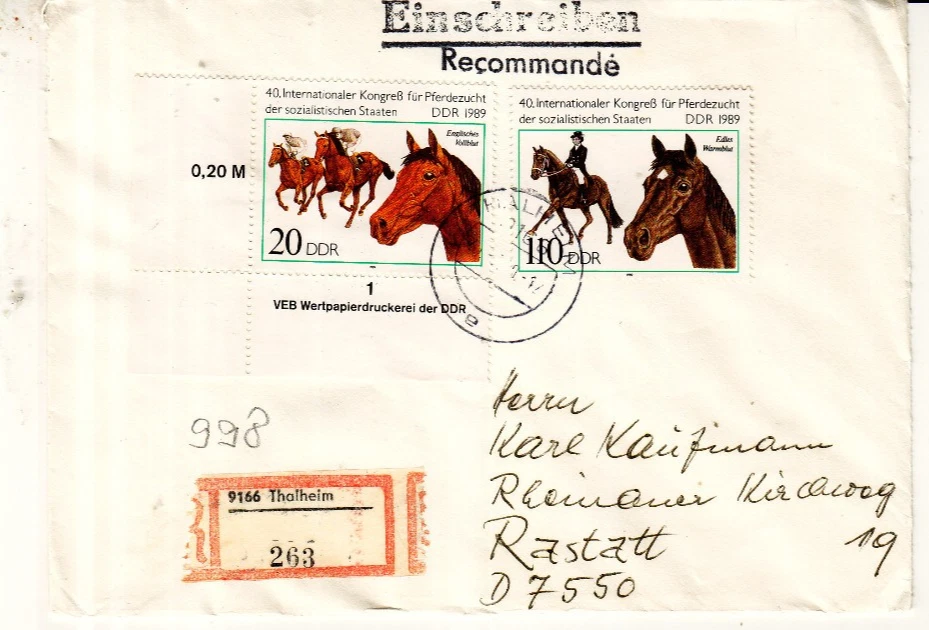 Einschreiben
Reçommandé
40. Internationaler Kongreß für Pferdezucht
der sozialistischen Staaten DDR 1989
Englisches
Vollblut
20 DDR
40. Internationaler Kongreß für Pferdezucht
der sozialistischen Staaten DDR 1989
Edles
Warmblut
110 DDR
0,20 M
1
VEB Wertpapierdruckerei der DDR
THALHEIM
a
998
9166 Thalheim
263
Herrn
Karl Kaufmann
Rheinauer Kirchweg
19
Rastatt
D 7550